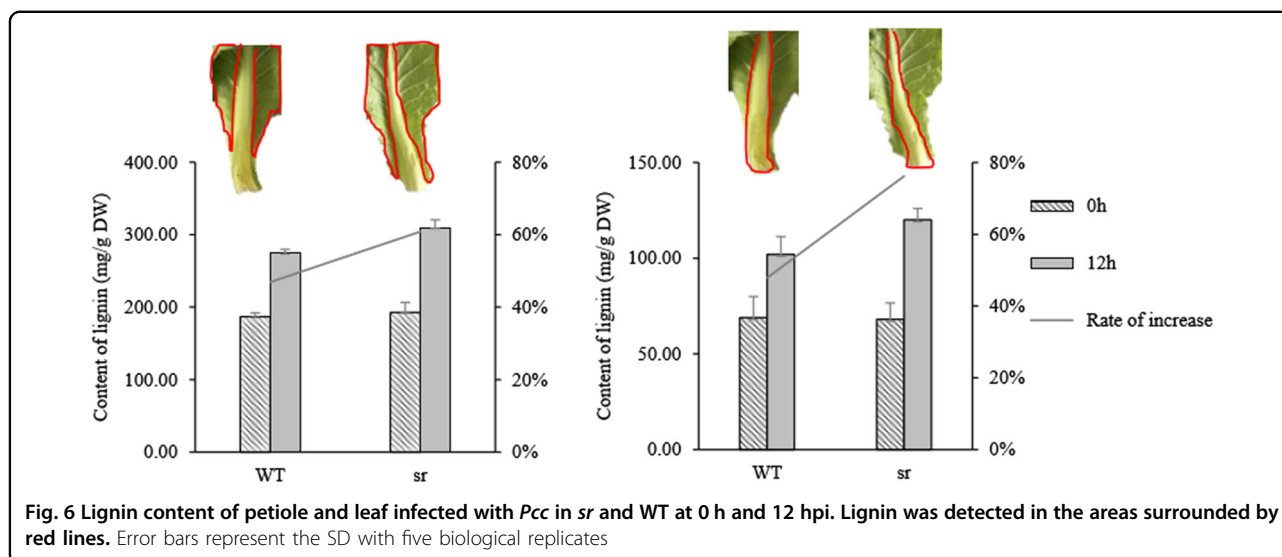 400.00
300.00
200.00
100.00
0.00
Content of lignin (mg/g DW)
80%
60%
40%
20%
0%
WT sr
150.00
100.00
50.00
0.00
Content of lignin (mg/g DW)
80%
60%
40%
20%
0%
WT sr
0h
12h
Rate of increase
Fig. 6 Lignin content of petiole and leaf infected with Pcc in sr and WT at 0 h and 12 hpi. Lignin was detected in the areas surrounded by
red lines. Error bars represent the SD with five biological replicates